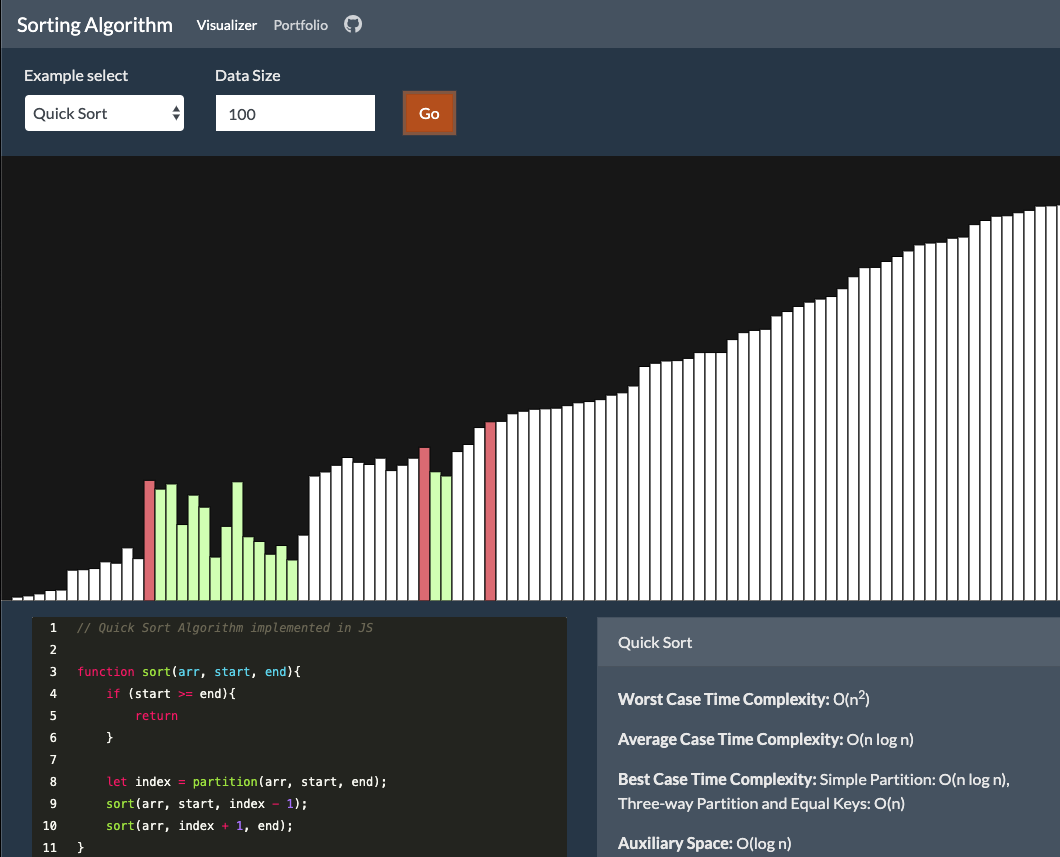 Sorting Algorithm Visualizer Portfolio
Example select Data Size
Quick Sort 100 Go
1 // Quick Sort Algorithm implemented in JS
2
3 function sort(arr, start, end){
4     if (start >= end){
5         return
6     }
7
8     let index = partition(arr, start, end);
9     sort(arr, start, index - 1);
10     sort(arr, index + 1, end);
11 }
Quick Sort
Worst Case Time Complexity: O(n²)
Average Case Time Complexity: O(n log n)
Best Case Time Complexity: Simple Partition: O(n log n),
Three-way Partition and Equal Keys: O(n)
Auxiliary Space: O(log n)